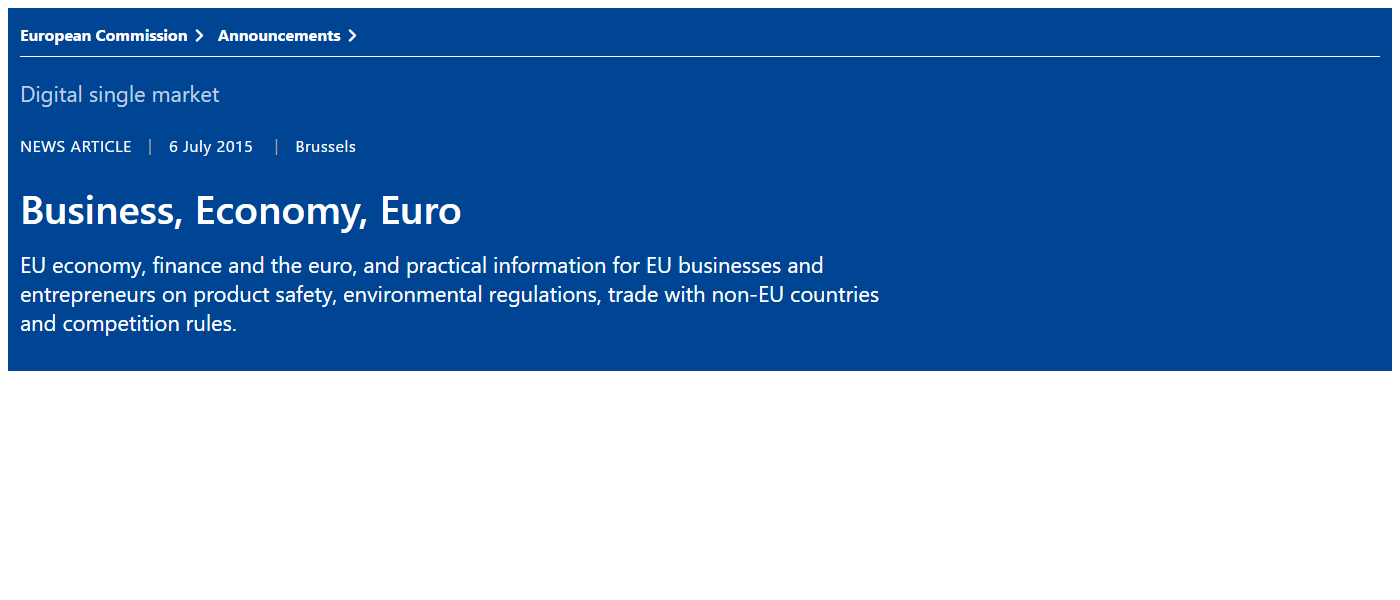 European Commission > Announcements >
Digital single market
NEWS ARTICLE | 6 July 2015 | Brussels
Business, Economy, Euro
EU economy, finance and the euro, and practical information for EU businesses and
entrepreneurs on product safety, environmental regulations, trade with non-EU countries
and competition rules.